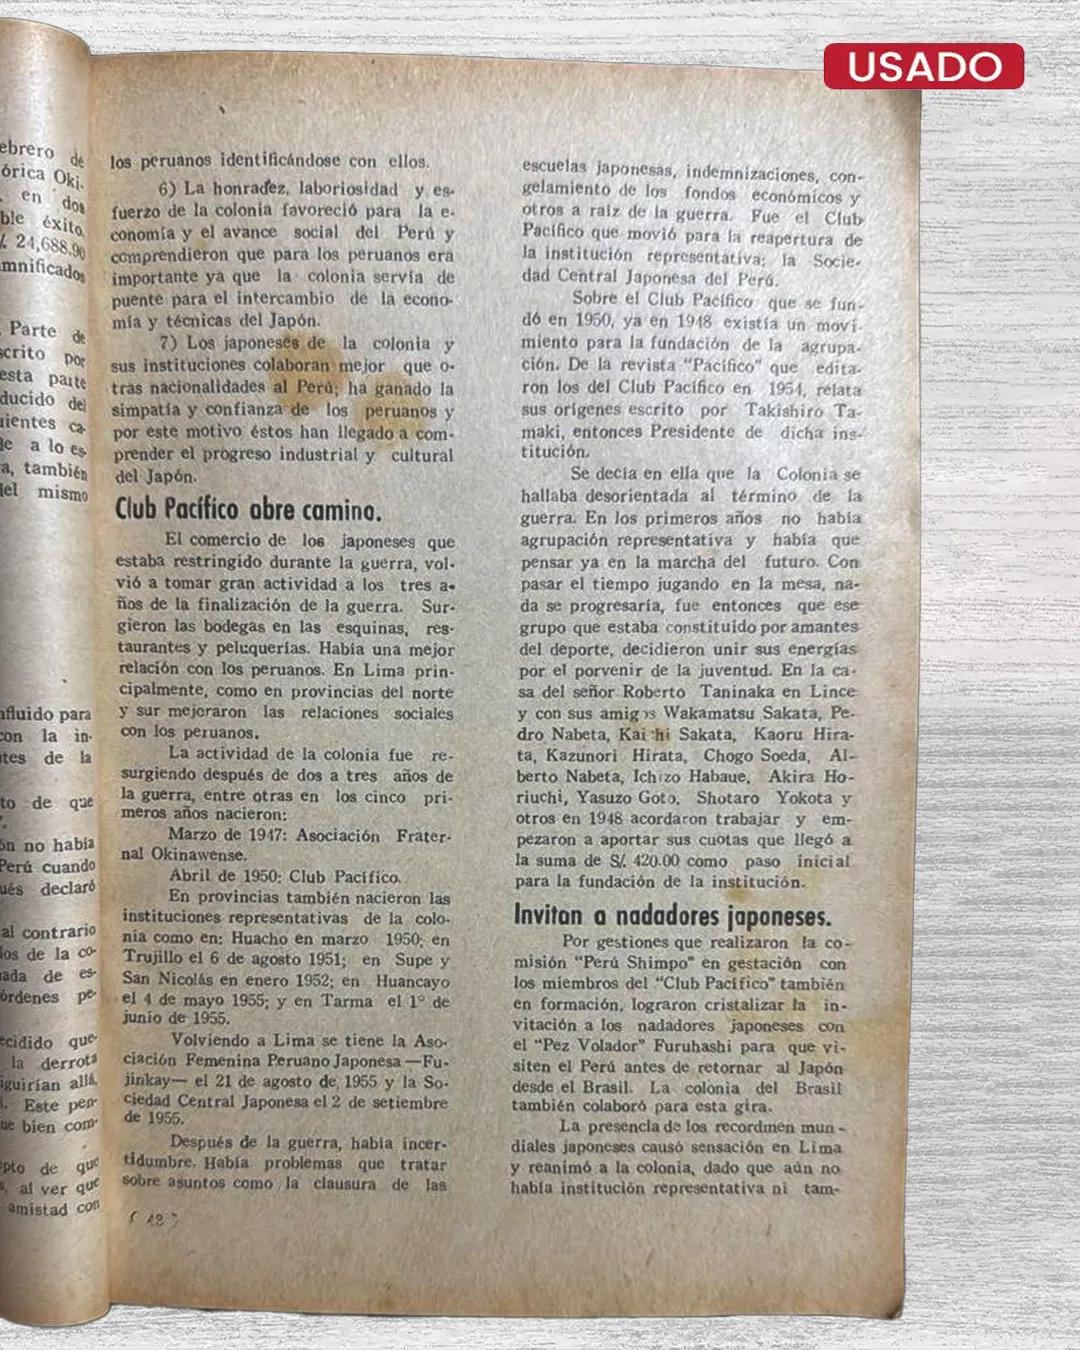 USADO
ebrero de
órica Oki-
en dos
ble éxito,
/. 24,688.90
mnificados
Parte de
scrito por
esta parte
ducido del
uientes ca-
le a lo es-
a, también
del mismo
nfluido para
con la in-
tes de la
to de que
ón no había
Perú cuando
ués declaró
al contrario
los de la co-
ada de es-
órdenes pe-
ecidido que
la derrota
iguirían allá,
Este pen-
ue bien com-
pto de que
s, al ver que
amistad con
los peruanos identificándose con ellos.
6) La honradez, laboriosidad y es-
fuerzo de la colonia favoreció para la e-
conomía y el avance social del Perú y
comprendieron que para los peruanos era
importante ya que la colonia servía de
puente para el intercambio de la econo-
mía y técnicas del Japón.
7) Los japoneses de la colonia y
sus instituciones colaboran mejor que o-
tras nacionalidades al Perú; ha ganado la
simpatía y confianza de los peruanos y
por este motivo éstos han llegado a com-
prender el progreso industrial y cultural
del Japón.
Club Pacífico abre camino.
El comercio de los japoneses que
estaba restringido durante la guerra, vol-
vió a tomar gran actividad a los tres a-
ños de la finalización de la guerra. Sur-
gieron las bodegas en las esquinas, res-
taurantes y peluquerías. Había una mejor
relación con los peruanos. En Lima prin-
cipalmente, como en provincias del norte
y sur mejoraron las relaciones sociales
con los peruanos.
La actividad de la colonia fue re-
surgiendo después de dos a tres años de
la guerra, entre otras en los cinco pri-
meros años nacieron:
Marzo de 1947: Asociación Frater-
nal Okinawense.
Abril de 1950: Club Pacífico.
En provincias también nacieron las
instituciones representativas de la colo-
nia como en: Huacho en marzo 1950; en
Trujillo el 6 de agosto 1951; en Supe y
San Nicolás en enero 1952; en Huancayo
el 4 de mayo 1955; y en Tarma el 1° de
junio de 1955.
Volviendo a Lima se tiene la Aso-
ciación Femenina Peruano Japonesa —Fu-
jinkay— el 21 de agosto de 1955 y la So-
ciedad Central Japonesa el 2 de setiembre
de 1955.
Después de la guerra, había incer-
tidumbre. Había problemas que tratar
sobre asuntos como la clausura de las
( 42 )
escuelas japonesas, indemnizaciones, con-
gelamiento de los fondos económicos y
otros a raíz de la guerra. Fue el Club
Pacífico que movió para la reapertura de
la institución representativa; la Socie-
dad Central Japonesa del Perú.
Sobre el Club Pacífico que se fun-
dó en 1950, ya en 1948 existía un movi-
miento para la fundación de la agrupa-
ción. De la revista "Pacífico" que edita-
ron los del Club Pacífico en 1954, relata
sus orígenes escrito por Takishiro Ta-
maki, entonces Presidente de dicha ins-
titución.
Se decía en ella que la Colonia se
hallaba desorientada al término de la
guerra. En los primeros años no había
agrupación representativa y había que
pensar ya en la marcha del futuro. Con
pasar el tiempo jugando en la mesa, na-
da se progresaría, fue entonces que ese
grupo que estaba constituido por amantes
del deporte, decidieron unir sus energías
por el porvenir de la juventud. En la ca-
sa del señor Roberto Taninaka en Lince
y con sus amigos Wakamatsu Sakata, Pe-
dro Nabeta, Sakata, Kaoru Hira-
ta, Kazunori Hirata, Chogo Soeda, Al-
berto Nabeta, Ichizo Habaue, Akira Ho-
riuchi, Yasuzo Goto, Shotaro Yokota y
otros en 1948 acordaron trabajar y em-
pezaron a aportar sus cuotas que llegó a
la suma de S/. 420.00 como paso inicial
para la fundación de la institución.
Invitan a nadadores japoneses.
Por gestiones que realizaron la co-
misión "Perú Shimpo" en gestación con
los miembros del "Club Pacífico" también
en formación, lograron cristalizar la in-
vitación a los nadadores japoneses con
el "Pez Volador" Furuhashi para que vi-
siten el Perú antes de retornar al Japón
desde el Brasil. La colonia del Brasil
también colaboró para esta gira.
La presencia de los recordmen mun-
diales japoneses causó sensación en Lima
y reanimó a la colonia, dado que aún no
había institución representativa ni tam-